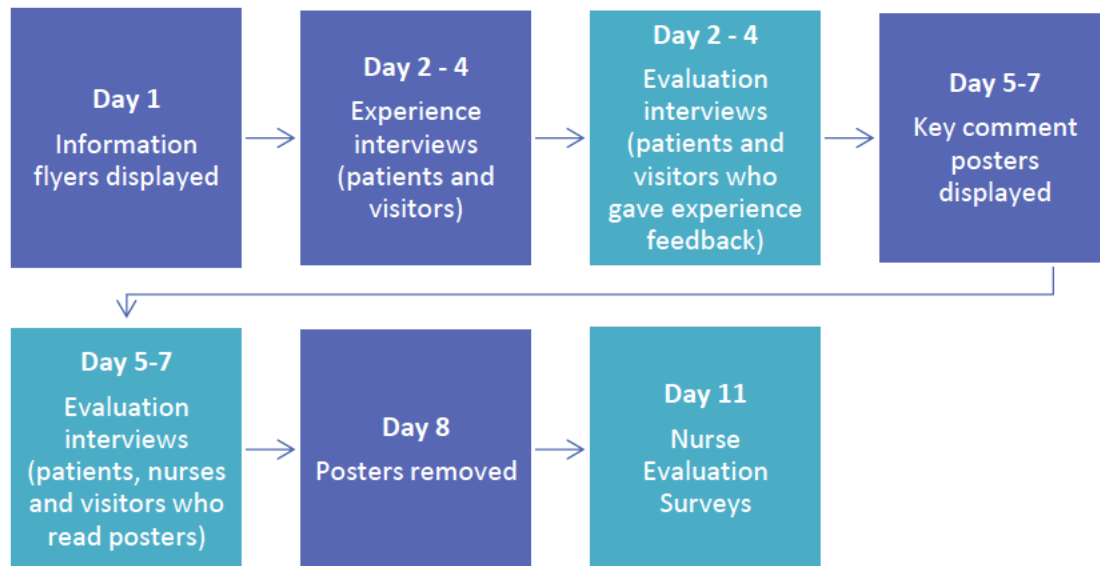 Day 1
Information
flyers displayed
Day 2 - 4
Experience
interviews
(patients and
visitors)
Day 2 - 4
Evaluation
interviews
(patients and
visitors who
gave experience
feedback)
Day 5-7
Key comment
posters
displayed
Day 5-7
Evaluation
interviews
(patients, nurses
and visitors who
read posters)
Day 8
Posters removed
Day 11
Nurse
Evaluation
Surveys